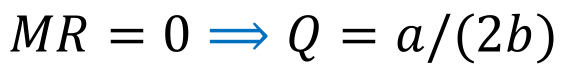 MR = 0 ⟹ Q = a/(2b)